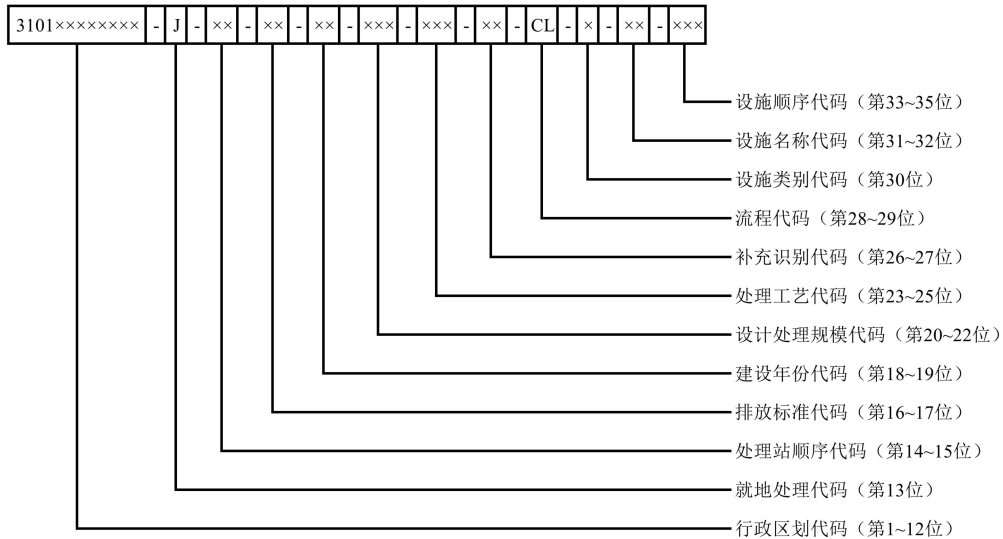 3101×××××××× - J - ×× - ×× - ×× - ××× - ××× - ×× - CL - × - ×× - ×××
设施顺序代码（第33~35位）
设施名称代码（第31~32位）
设施类别代码（第30位）
流程代码（第28~29位）
补充识别代码（第26~27位）
处理工艺代码（第23~25位）
设计处理规模代码（第20~22位）
建设年份代码（第18~19位）
排放标准代码（第16~17位）
处理站顺序代码（第14~15位）
就地处理代码（第13位）
行政区划代码（第1~12位）